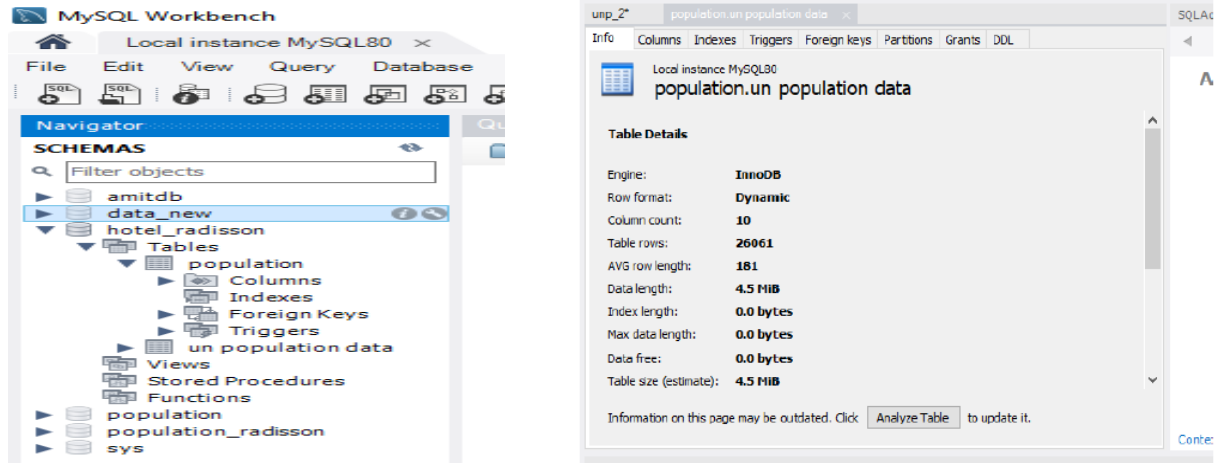 MySQL Workbench
Local instance MySQL80 ×
File Edit View Query Database
Navigator
SCHEMAS
Filter objects
amitdb
data_new
hotel_radisson
Tables
population
Columns
Indexes
Foreign Keys
Triggers
un population data
Views
Stored Procedures
Functions
population
population_radisson
sys
unp_2* population.un population data ×
Info Columns Indexes Triggers Foreign keys Partitions Grants DDL
Local instance MySQL80
population.un population data
Table Details
Engine: InnoDB
Row format: Dynamic
Column count: 10
Table rows: 26061
AVG row length: 181
Data length: 4.5 MiB
Index length: 0.0 bytes
Max data length: 0.0 bytes
Data free: 0.0 bytes
Table size (estimate): 4.5 MiB
Information on this page may be outdated. Click Analyze Table to update it.